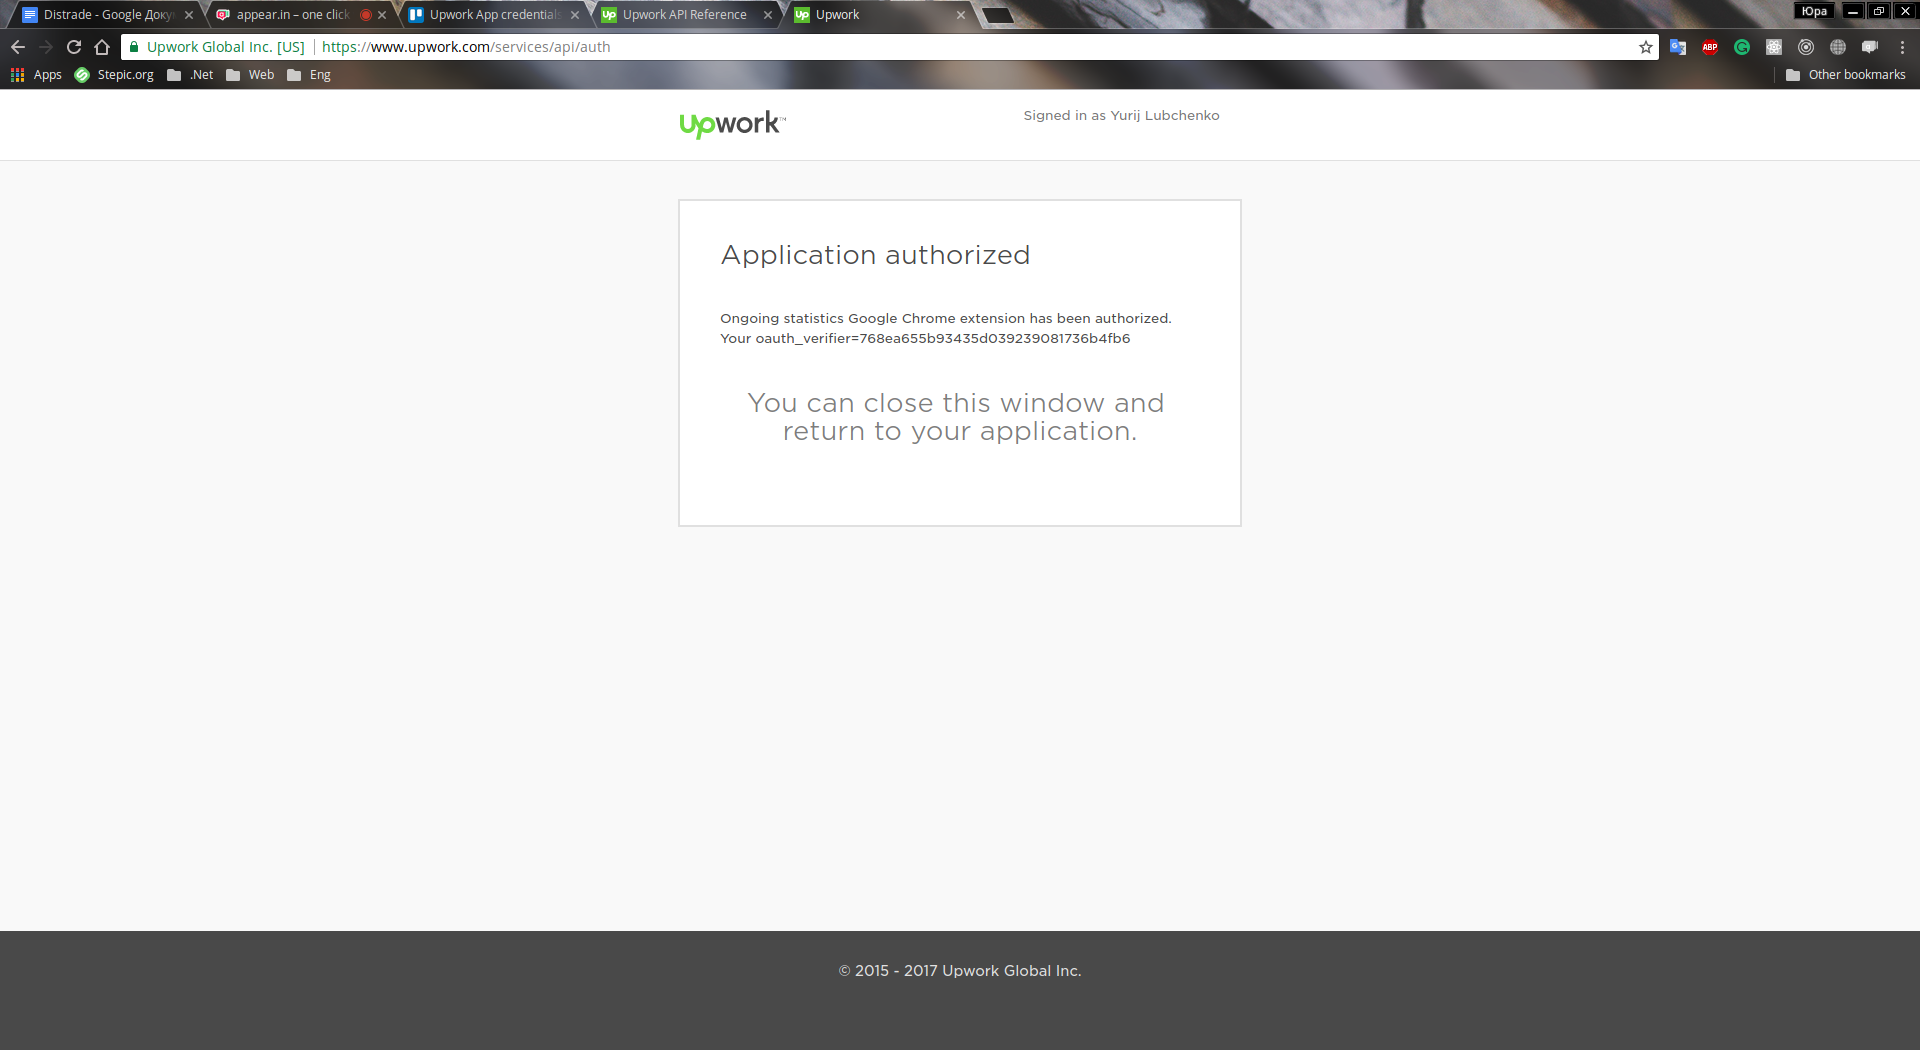 Distrade - Google Доку
appear.in – one click
Upwork App credentials
Upwork API Reference
Upwork
Юра
Upwork Global Inc. [US]
https://www.upwork.com/services/api/auth
ABP
Apps
Stepic.org
.Net
Web
Eng
Other bookmarks
Upwork™
Signed in as Yurij Lubchenko
Application authorized
Ongoing statistics Google Chrome extension has been authorized.
Your oauth_verifier=768ea655b93435d039239081736b4fb6
You can close this window and
return to your application.
© 2015 - 2017 Upwork Global Inc.